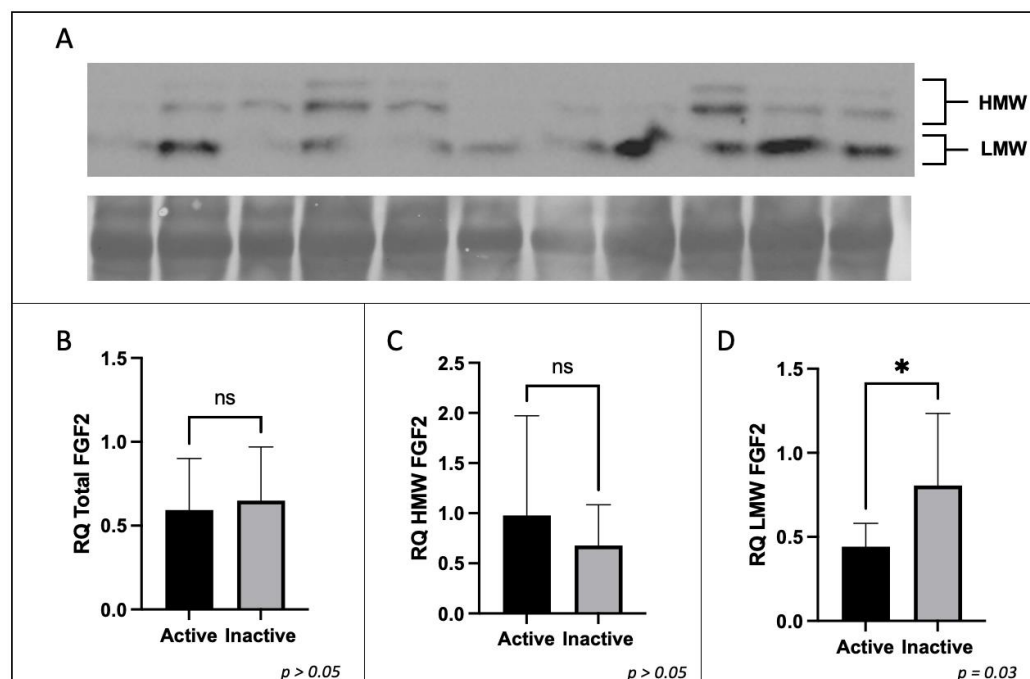 A
HMW
LMW
B
RQ Total FGF2
1.5
1.0
0.5
0.0
ns
Active Inactive
p > 0.05
C
RQ HMW FGF2
2.5
2.0
1.5
1.0
0.5
0.0
ns
Active Inactive
p > 0.05
D
RQ LMW FGF2
1.5
1.0
0.5
0.0
*
Active Inactive
p = 0.03